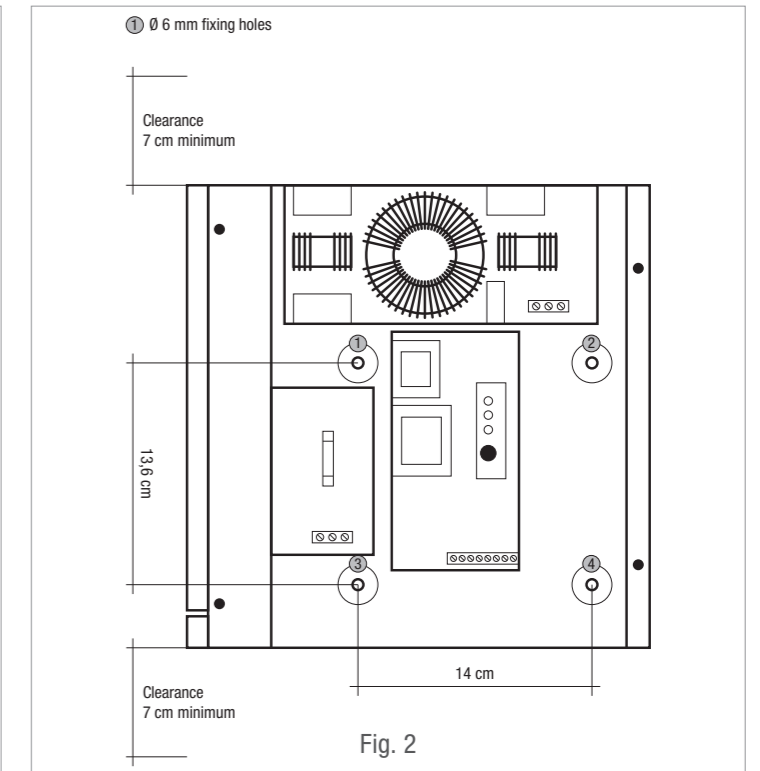 1 Ø 6 mm fixing holes
Clearance
7 cm minimum
1
2
13,6 cm
3
4
14 cm
Clearance
7 cm minimum
Fig. 2